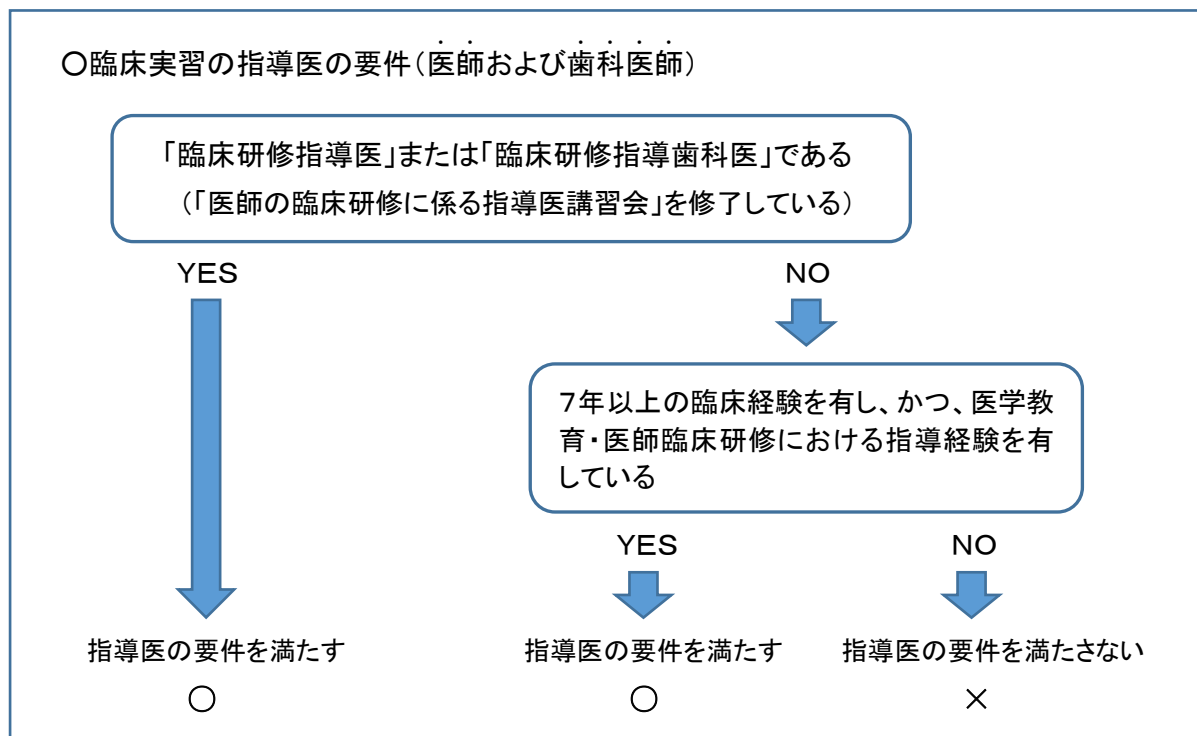 〇臨床実習の指導医の要件（医師および歯科医師）
「臨床研修指導医」または「臨床研修指導歯科医」である
（「医師の臨床研修に係る指導医講習会」を修了している）
YES
NO
７年以上の臨床経験を有し、かつ、医学教
育・医師臨床研修における指導経験を有
している
YES
NO
指導医の要件を満たす
指導医の要件を満たす
指導医の要件を満たさない
〇
〇
×